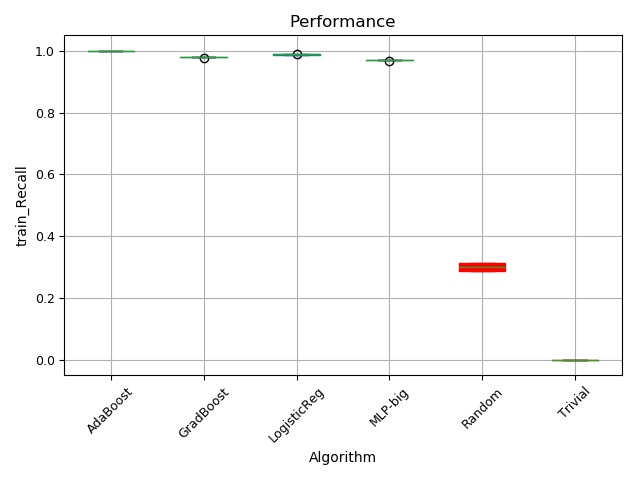 Performance
train_Recall
1.0
0.8
0.6
0.4
0.2
0.0
AdaBoost
GradBoost
LogisticReg
MLP-big
Random
Trivial
Algorithm